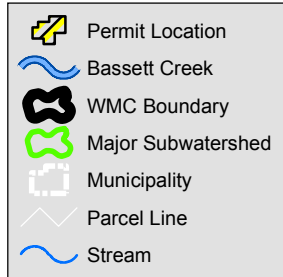 Permit Location
Bassett Creek
WMC Boundary
Major Subwatershed
Municipality
Parcel Line
Stream